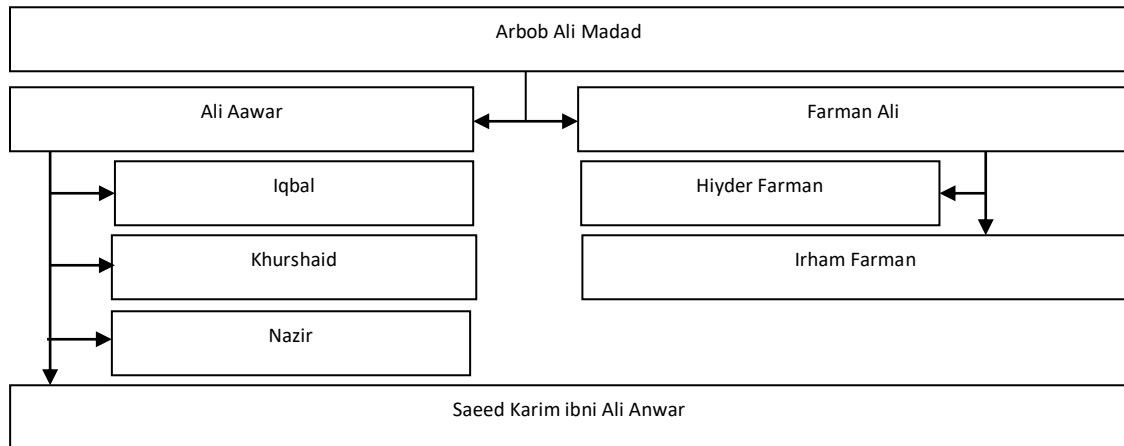 Arbob Ali Madad
Ali Aawar
Farman Ali
Iqbal
Hiyder Farman
Khurshaid
Irham Farman
Nazir
Saeed Karim ibni Ali Anwar